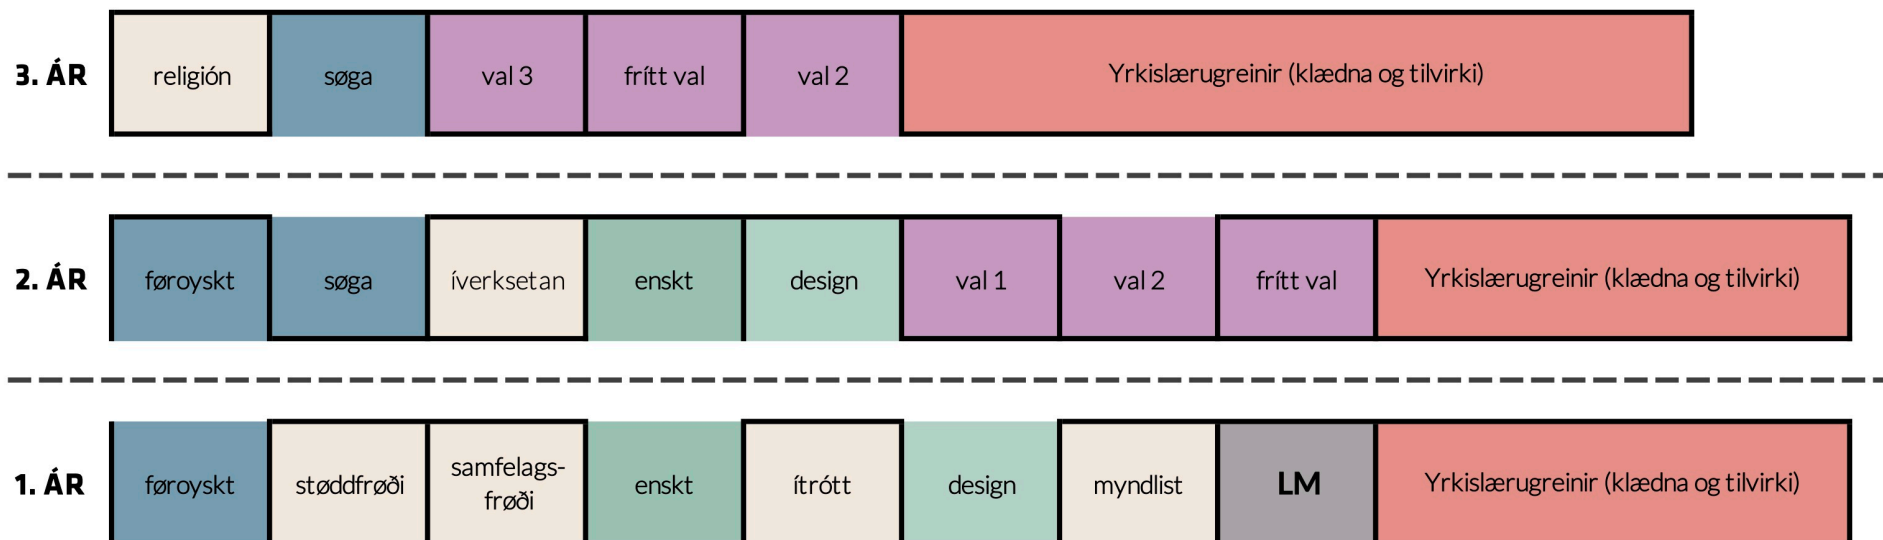 3. ÁR
religión
søga
val 3
frítt val
val 2
Yrkislærugreinir (klædna og tilvirki)
2. ÁR
føroyskt
søga
íverksetan
enskt
design
val 1
val 2
frítt val
Yrkislærugreinir (klædna og tilvirki)
1. ÁR
føroyskt
støddfrøði
samfelags-
frøði
enskt
ítrótt
design
myndlist
LM
Yrkislærugreinir (klædna og tilvirki)